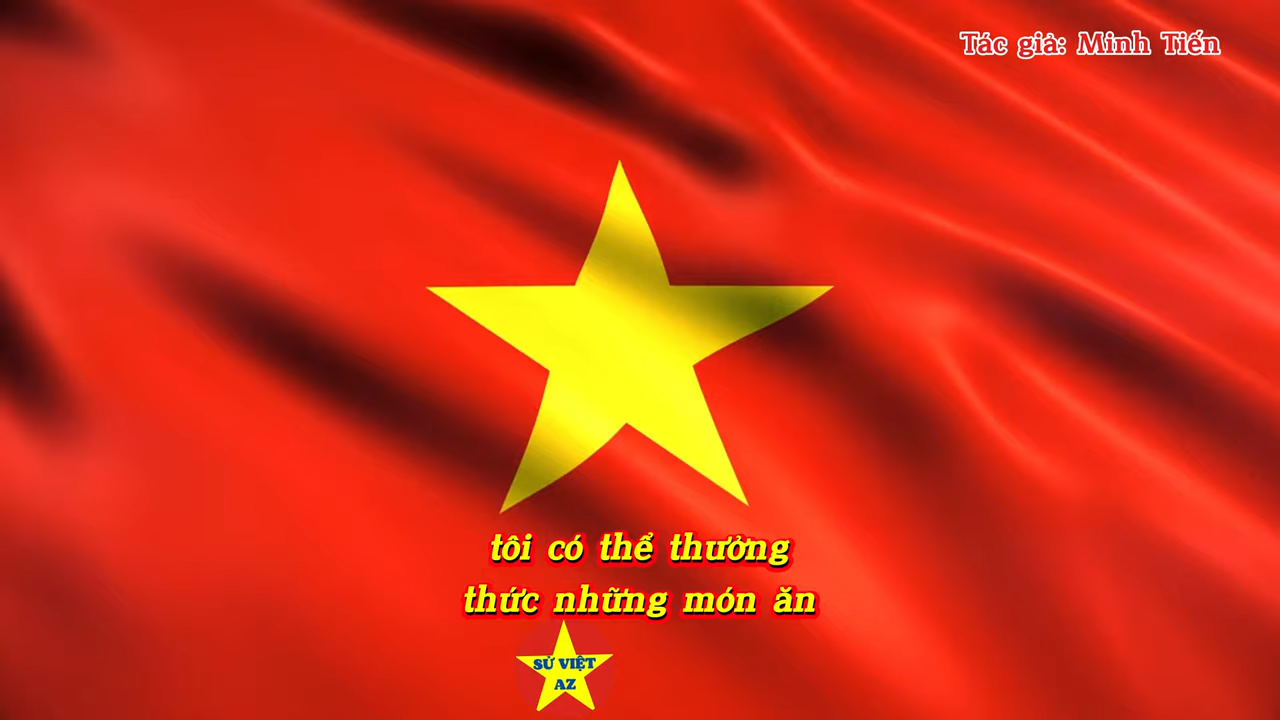 Tác giả: Minh Tiến
tôi có thể thưởng
thức những món ăn
SỬ VIỆT
AZ